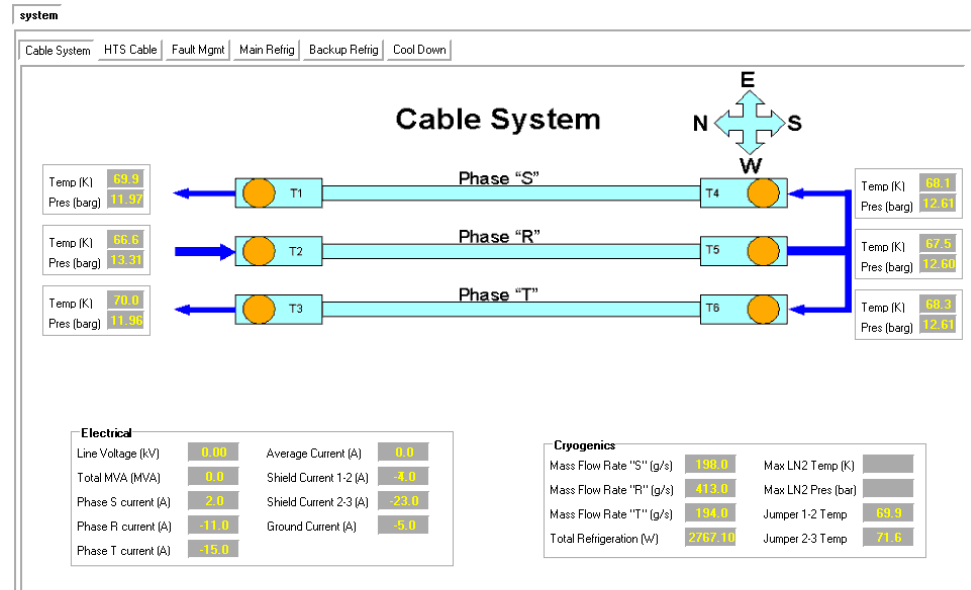 system
Cable System HTS Cable Fault Mgmt Main Refrig Backup Refrig Cool Down
Cable System
E
N S
W
Temp (K) 69.9
Pres (barg) 11.97
T1 Phase "S" T4
Temp (K) 68.1
Pres (barg) 12.61
Temp (K) 66.6
Pres (barg) 13.31
T2 Phase "R" T5
Temp (K) 67.5
Pres (barg) 12.60
Temp (K) 70.0
Pres (barg) 11.96
T3 Phase "T" T6
Temp (K) 68.3
Pres (barg) 12.61
Electrical
Line Voltage (kV) 0.00 Average Current (A) 0.0
Total MVA (MVA) 0.0 Shield Current 1-2 (A) -4.0
Phase S current (A) 2.0 Shield Current 2-3 (A) -23.0
Phase R current (A) -11.0 Ground Current (A) -5.0
Phase T current (A) -15.0
Cryogenics
Mass Flow Rate "S" (g/s) 198.0 Max LN2 Temp (K)
Mass Flow Rate "R" (g/s) 413.0 Max LN2 Pres (bar)
Mass Flow Rate "T" (g/s) 194.0 Jumper 1-2 Temp 69.9
Total Refrigeration (W) 2767.10 Jumper 2-3 Temp 71.6